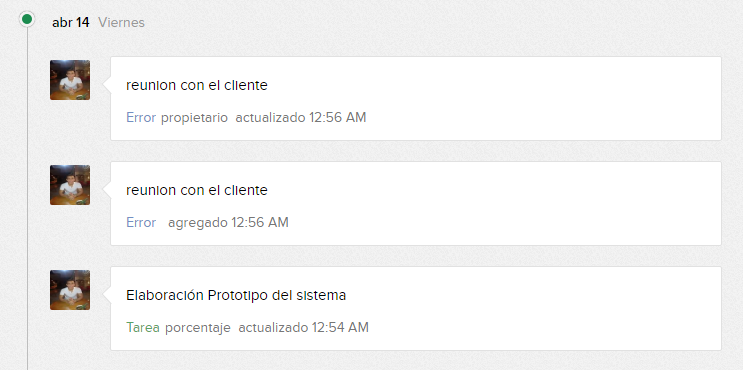 abr 14 Viernes
reunion con el cliente
Error propietario actualizado 12:56 AM
reunion con el cliente
Error agregado 12:56 AM
Elaboración Prototipo del sistema
Tarea porcentaje actualizado 12:54 AM